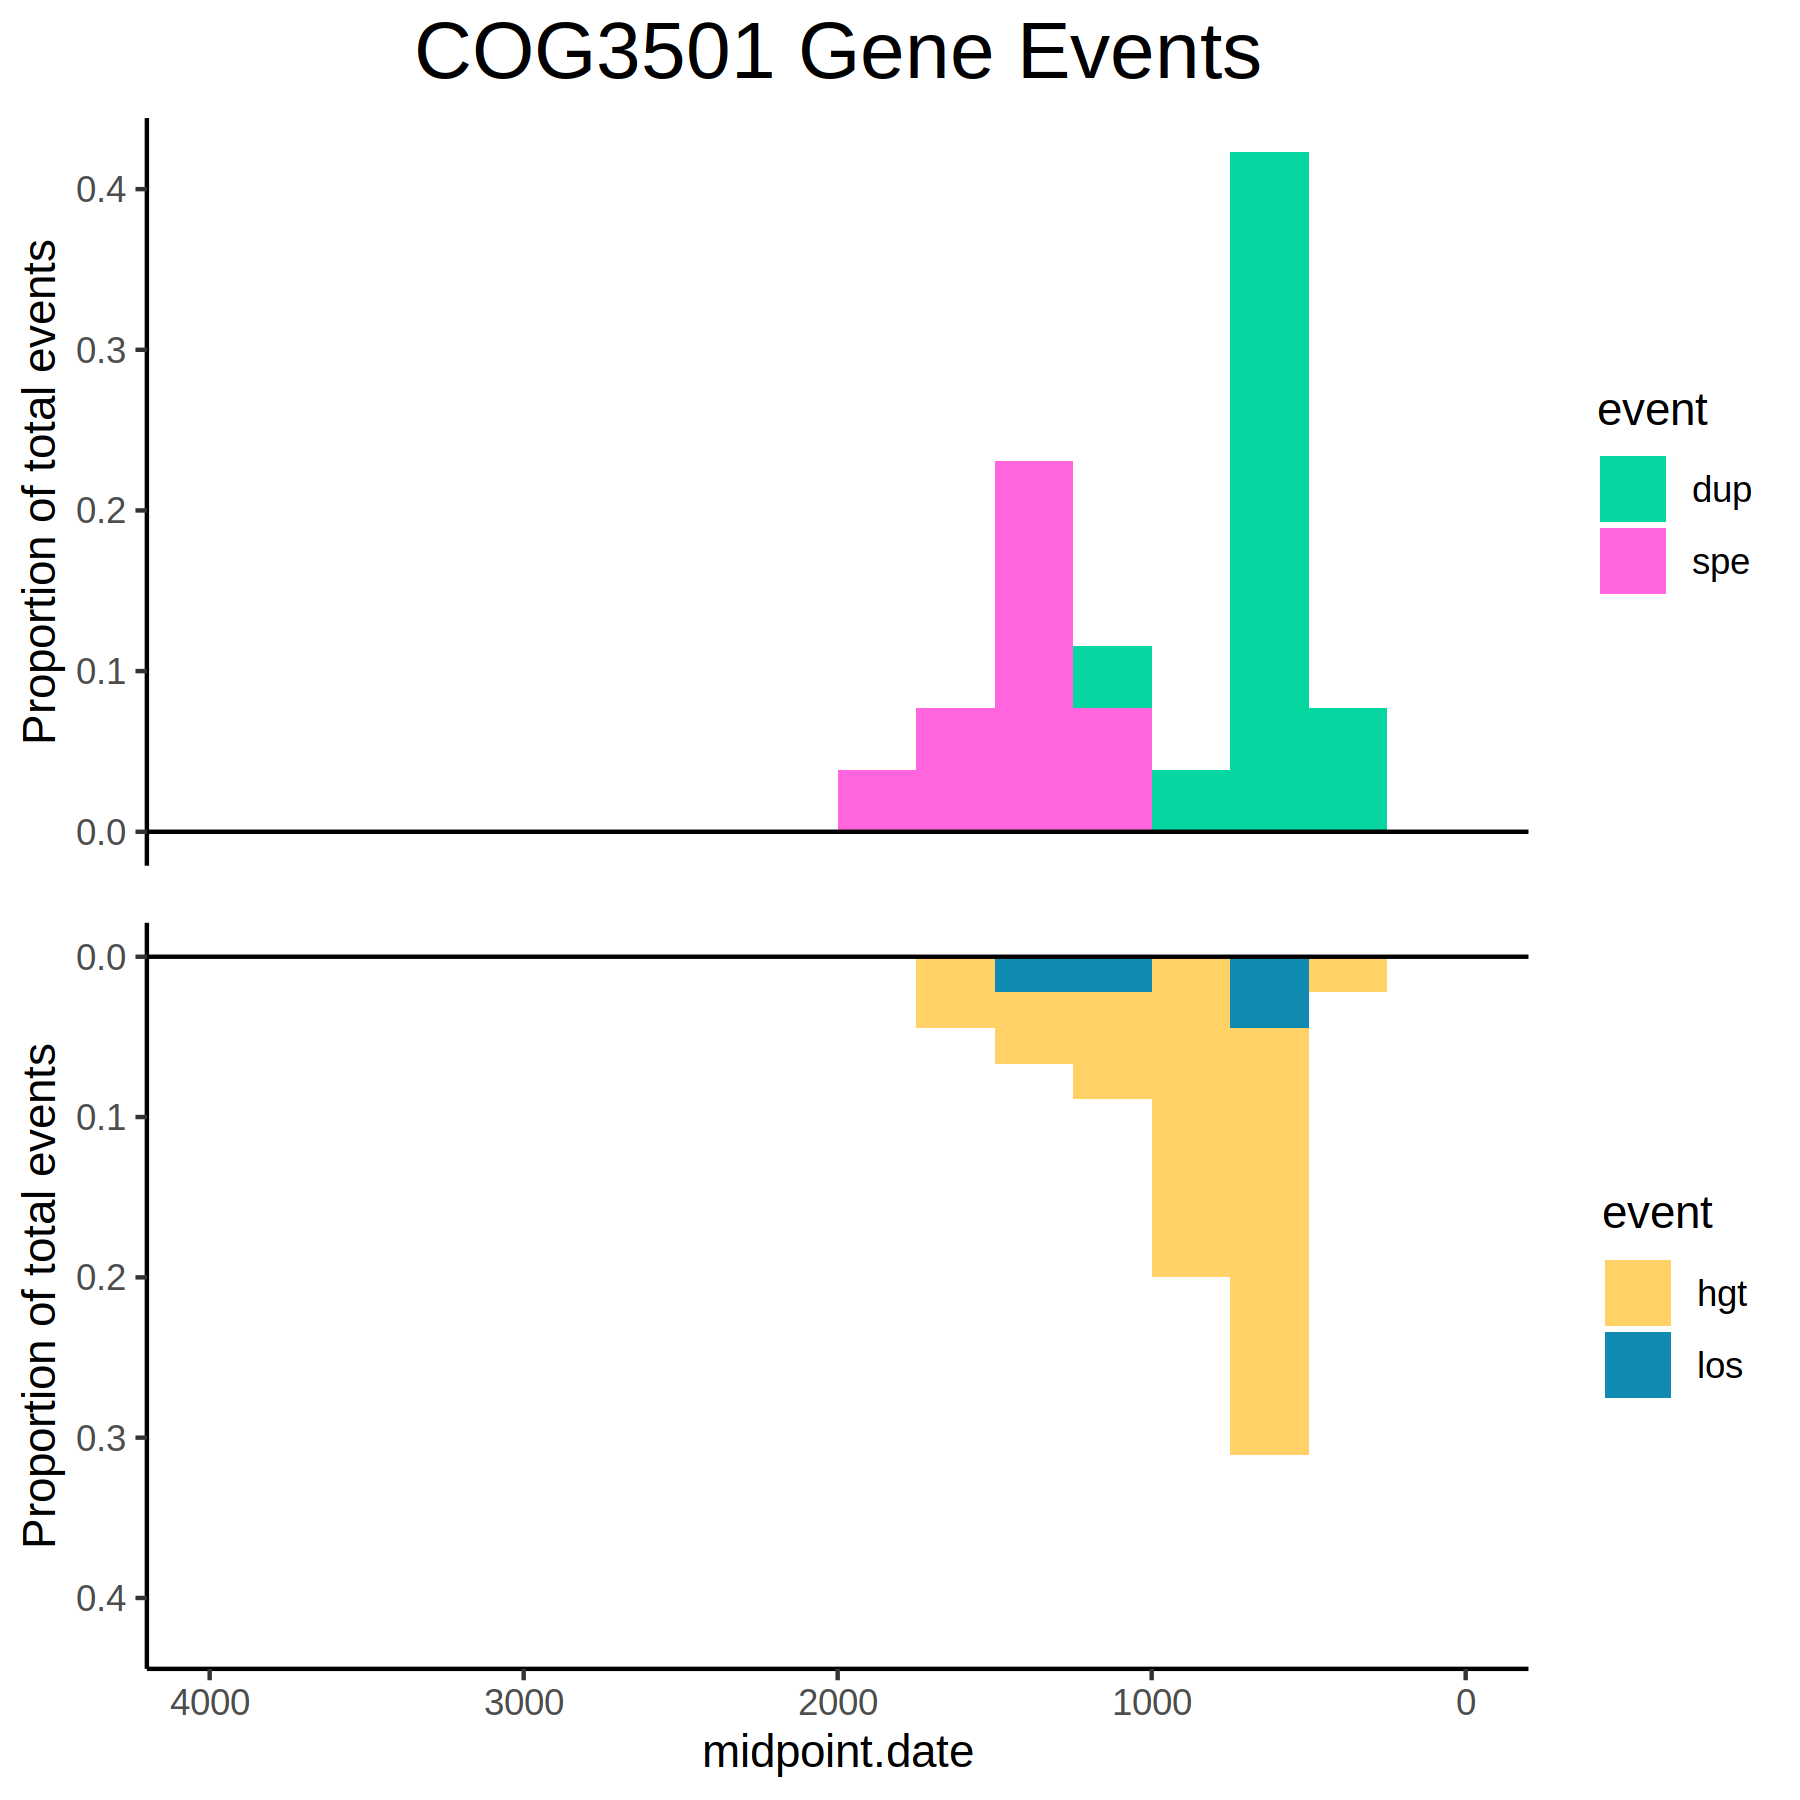 COG3501 Gene Events
Proportion of total events
0.4
0.3
0.2
0.1
0.0
event
dup
spe
Proportion of total events
0.0
0.1
0.2
0.3
0.4
event
hgt
los
4000 3000 2000 1000 0
midpoint.date